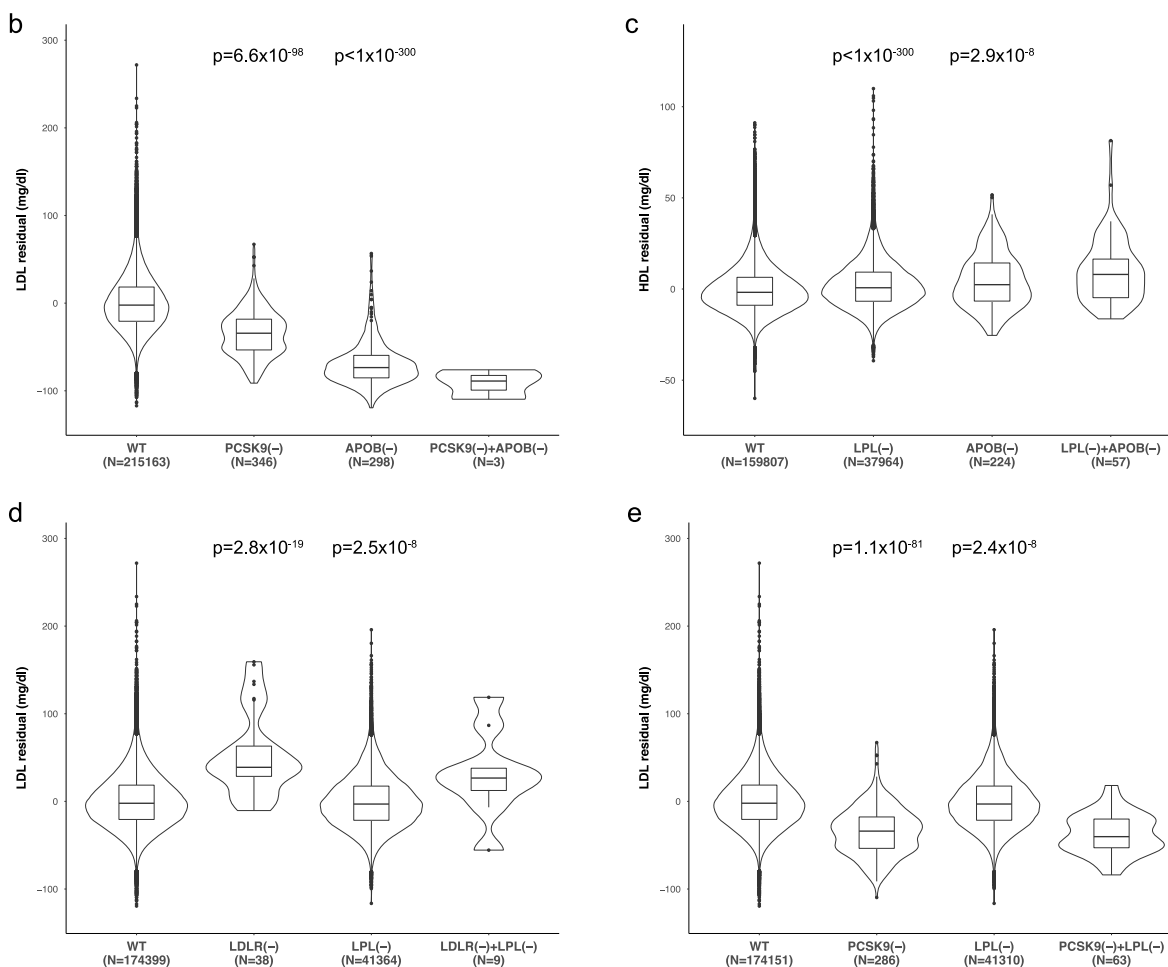 b
p=6.6x10⁻⁹⁸ p<1x10⁻³⁰⁰
LDL residual (mg/dl)
300
200
100
0
−100
WT PCSK9(−) APOB(−) PCSK9(−)+APOB(−)
(N=215163) (N=346) (N=298) (N=3)
c
p<1x10⁻³⁰⁰ p=2.9x10⁻⁸
HDL residual (mg/dl)
100
50
0
−50
WT LPL(−) APOB(−) LPL(−)+APOB(−)
(N=159807) (N=37964) (N=224) (N=57)
d
p=2.8x10⁻¹⁹ p=2.5x10⁻⁸
LDL residual (mg/dl)
300
200
100
0
−100
WT LDLR(−) LPL(−) LDLR(−)+LPL(−)
(N=174399) (N=38) (N=41364) (N=9)
e
p=1.1x10⁻⁸¹ p=2.4x10⁻⁸
LDL residual (mg/dl)
300
200
100
0
−100
WT PCSK9(−) LPL(−) PCSK9(−)+LPL(−)
(N=174151) (N=286) (N=41310) (N=63)